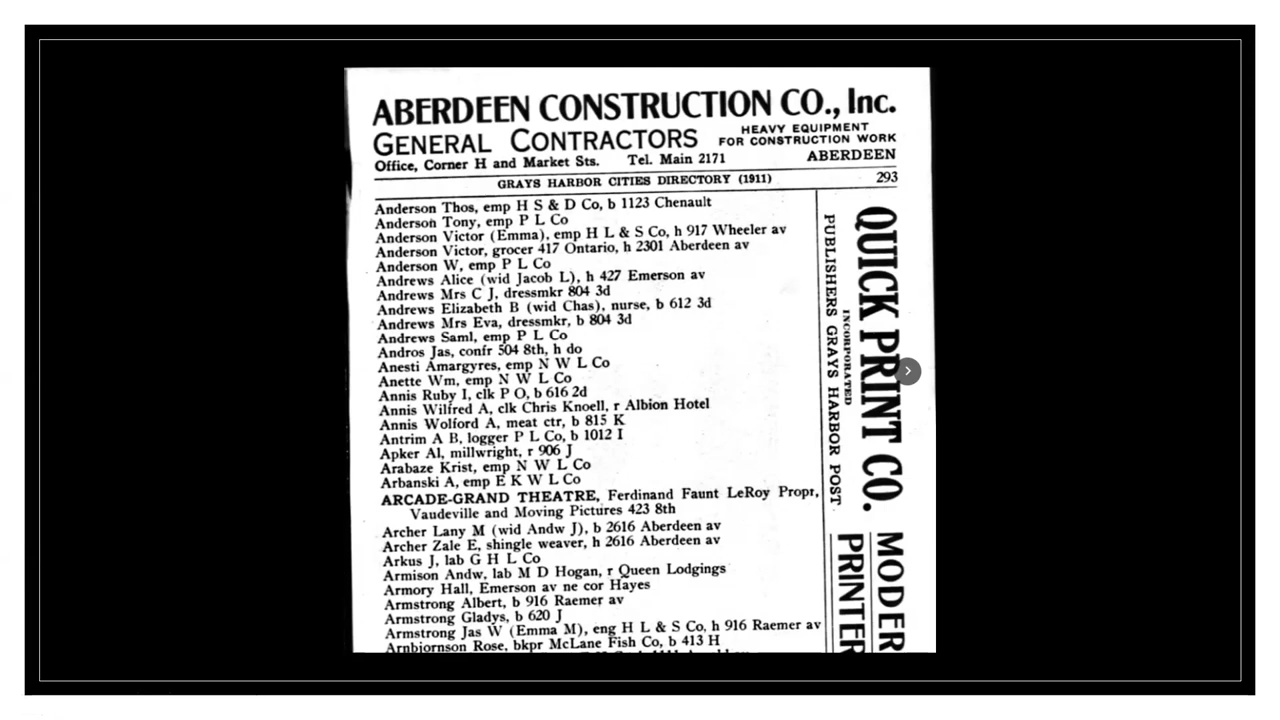 ABERDEEN CONSTRUCTION CO., Inc.
GENERAL CONTRACTORS
HEAVY EQUIPMENT
FOR CONSTRUCTION WORK
Office, Corner H and Market Sts. Tel. Main 2171 ABERDEEN
GRAYS HARBOR CITIES DIRECTORY (1911) 293
Anderson Thos, emp H S & D Co, b 1123 Chenault
Anderson Tony, emp P L Co
Anderson Victor (Emma), emp H L & S Co, h 917 Wheeler av
Anderson Victor, grocer 417 Ontario, h 2301 Aberdeen av
Anderson W, emp P L Co
Andrews Alice (wid Jacob L), h 427 Emerson av
Andrews Mrs C J, dressmkr 804 3d
Andrews Elizabeth B (wid Chas), nurse, b 612 3d
Andrews Mrs Eva, dressmkr, b 804 3d
Andrews Saml, emp P L Co
Andros Jas, confr 504 8th, h do
Anesti Amargyres, emp N W L Co
Anette Wm, emp N W L Co
Annis Ruby I, clk P O, b 616 2d
Annis Wilfred A, clk Chris Knoell, r Albion Hotel
Annis Wolford A, meat ctr, b 815 K
Antrim A B, logger P L Co, b 1012 I
Apker Al, millwright, r 906 J
Arabaze Krist, emp N W L Co
Arbanski A, emp E K W L Co
ARCADE-GRAND THEATRE, Ferdinand Faunt LeRoy Propr,
Vaudeville and Moving Pictures 423 8th
Archer Lany M (wid Andw J), b 2616 Aberdeen av
Archer Zale E, shingle weaver, h 2616 Aberdeen av
Arkus J, lab G H L Co
Armison Andw, lab M D Hogan, r Queen Lodgings
Armory Hall, Emerson av ne cor Hayes
Armstrong Albert, b 916 Raemer av
Armstrong Gladys, b 620 J
Armstrong Jas W (Emma M), eng H L & S Co, h 916 Raemer av
Arnbjornson Rose, bkpr McLane Fish Co, b 413 H
QUICK PRINT CO.
INCORPORATED
PUBLISHERS GRAYS HARBOR POST
MODER
PRINTER